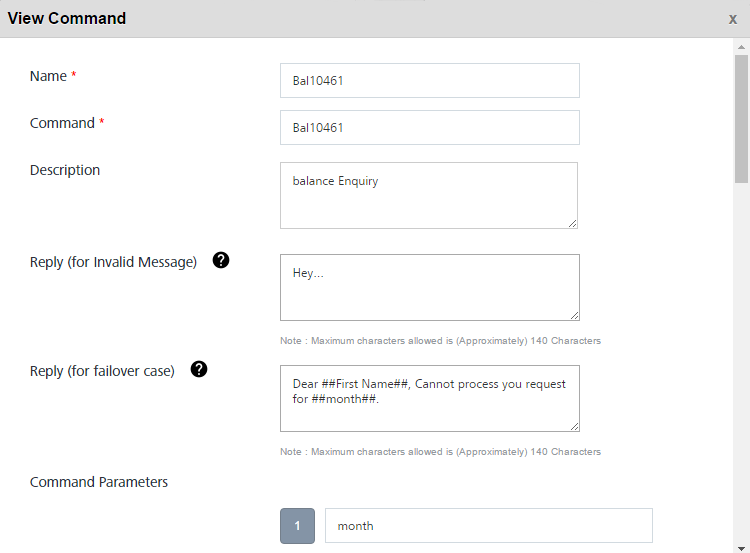 View Command
x
Name *
Bal10461
Command *
Bal10461
Description
balance Enquiry
Reply (for Invalid Message) ?
Hey...
Note : Maximum characters allowed is (Approximately) 140 Characters
Reply (for failover case) ?
Dear ##First Name##, Cannot process you request
for ##month##.
Note : Maximum characters allowed is (Approximately) 140 Characters
Command Parameters
1
month